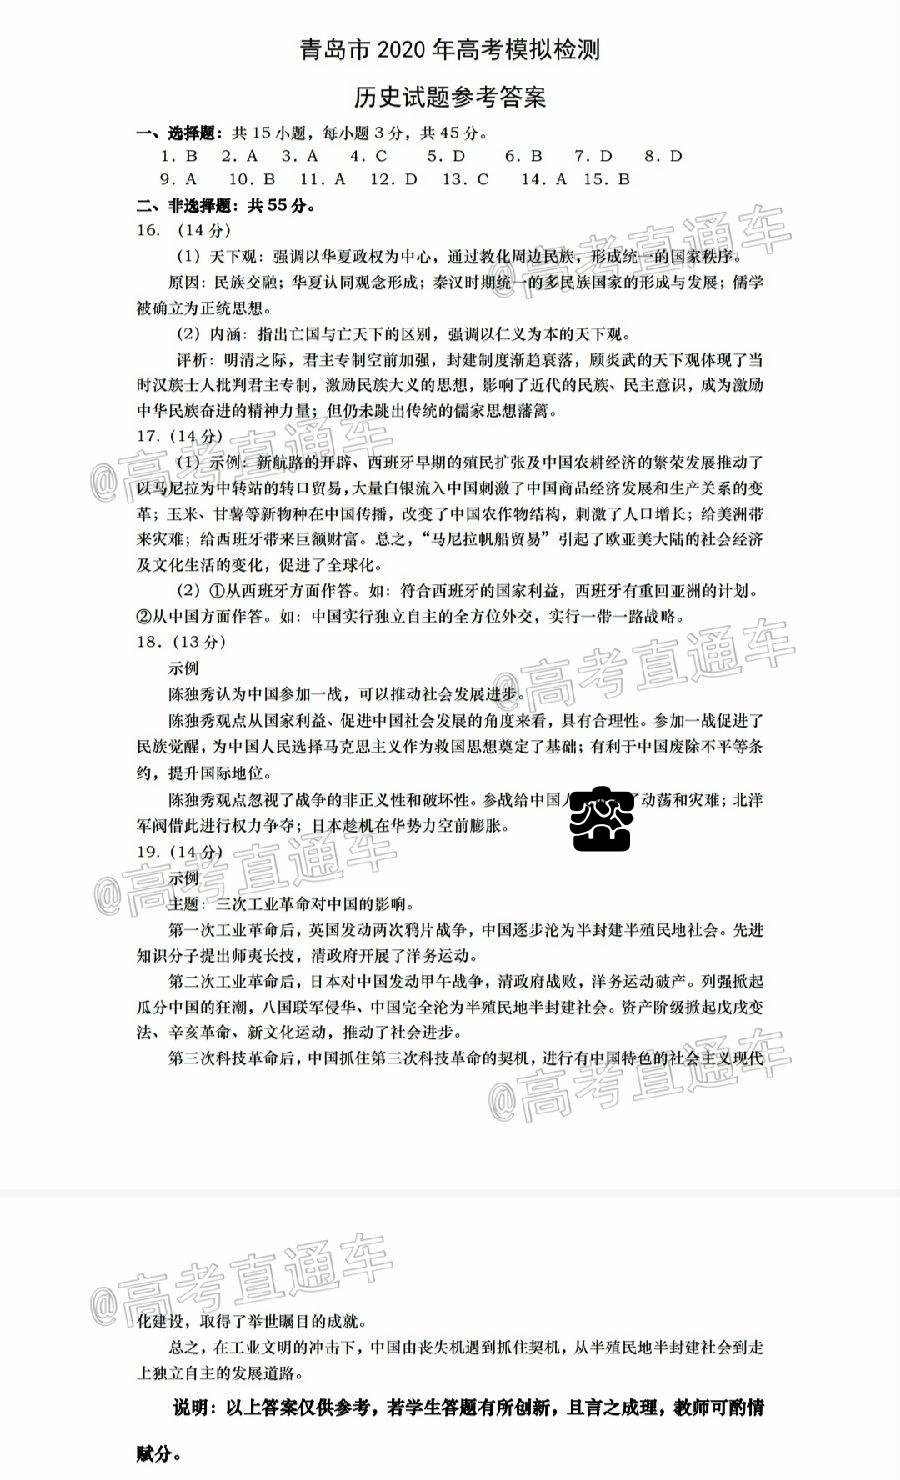 青岛市 2020 年高考模拟检测
历史试题参考答案
一、选择题：共 15 小题，每小题 3 分，共 45 分。
1. B 2. A 3. A 4. C 5. D 6. B 7. D 8. D
9. A 10. B 11. A 12. D 13. C 14. A 15. B
二、非选择题：共 55 分。
16.（14 分）
（1）天下观：强调以华夏政权为中心，通过教化周边民族，形成统一的国家秩序。
原因：民族交融；华夏认同观念形成；秦汉时期统一的多民族国家的形成与发展；儒学
被确立为正统思想。
（2）内涵：指出亡国与亡天下的区别，强调以仁义为本的天下观。
评析：明清之际，君主专制空前加强，封建制度渐趋衰落，顾炎武的天下观体现了当
时汉族士人批判君主专制，激励民族大义的思想，影响了近代的民族、民主意识，成为激励
中华民族奋进的精神力量；但仍未跳出传统的儒家思想藩篱。
17.（14 分）
（1）示例：新航路的开辟、西班牙早期的殖民扩张及中国农耕经济的繁荣发展推动了
以马尼拉为中转站的转口贸易，大量白银流入中国刺激了中国商品经济发展和生产关系的变
革；玉米、甘薯等新物种在中国传播，改变了中国农作物结构，刺激了人口增长；给美洲带
来灾难；给西班牙带来巨额财富。总之，“马尼拉帆船贸易”引起了欧亚美大陆的社会经济
及文化生活的变化，促进了全球化。
（2）①从西班牙方面作答。如：符合西班牙的国家利益，西班牙有重回亚洲的计划。
②从中国方面作答。如：中国实行独立自主的全方位外交，实行一带一路战略。
18.（13 分）
示例
陈独秀认为中国参加一战，可以推动社会发展进步。
陈独秀观点从国家利益、促进中国社会发展的角度来看，具有合理性。参加一战促进了
民族觉醒，为中国人民选择马克思主义作为救国思想奠定了基础；有利于中国废除不平等条
约，提升国际地位。
陈独秀观点忽视了战争的非正义性和破坏性。参战给中国人了动荡和灾难；北洋
军阀借此进行权力争夺；日本趁机在华势力空前膨胀。
19.（14 分）
示例
主题：三次工业革命对中国的影响。
第一次工业革命后，英国发动两次鸦片战争，中国逐步沦为半封建半殖民地社会。先进
知识分子提出师夷长技，清政府开展了洋务运动。
第二次工业革命后，日本对中国发动甲午战争，清政府战败，洋务运动破产。列强掀起
瓜分中国的狂潮，八国联军侵华、中国完全沦为半殖民地半封建社会。资产阶级掀起戊戌变
法、辛亥革命、新文化运动，推动了社会进步。
第三次科技革命后，中国抓住第三次科技革命的契机，进行有中国特色的社会主义现代
化建设，取得了举世瞩目的成就。
总之，在工业文明的冲击下，中国由丧失机遇到抓住契机，从半殖民地半封建社会到走
上独立自主的发展道路。
说明：以上答案仅供参考，若学生答题有所创新，且言之成理，教师可酌情
赋分。
@高考直通车
@高考直通车
@高考直通车
@高考直通车
@高考直通车
@高考直通车